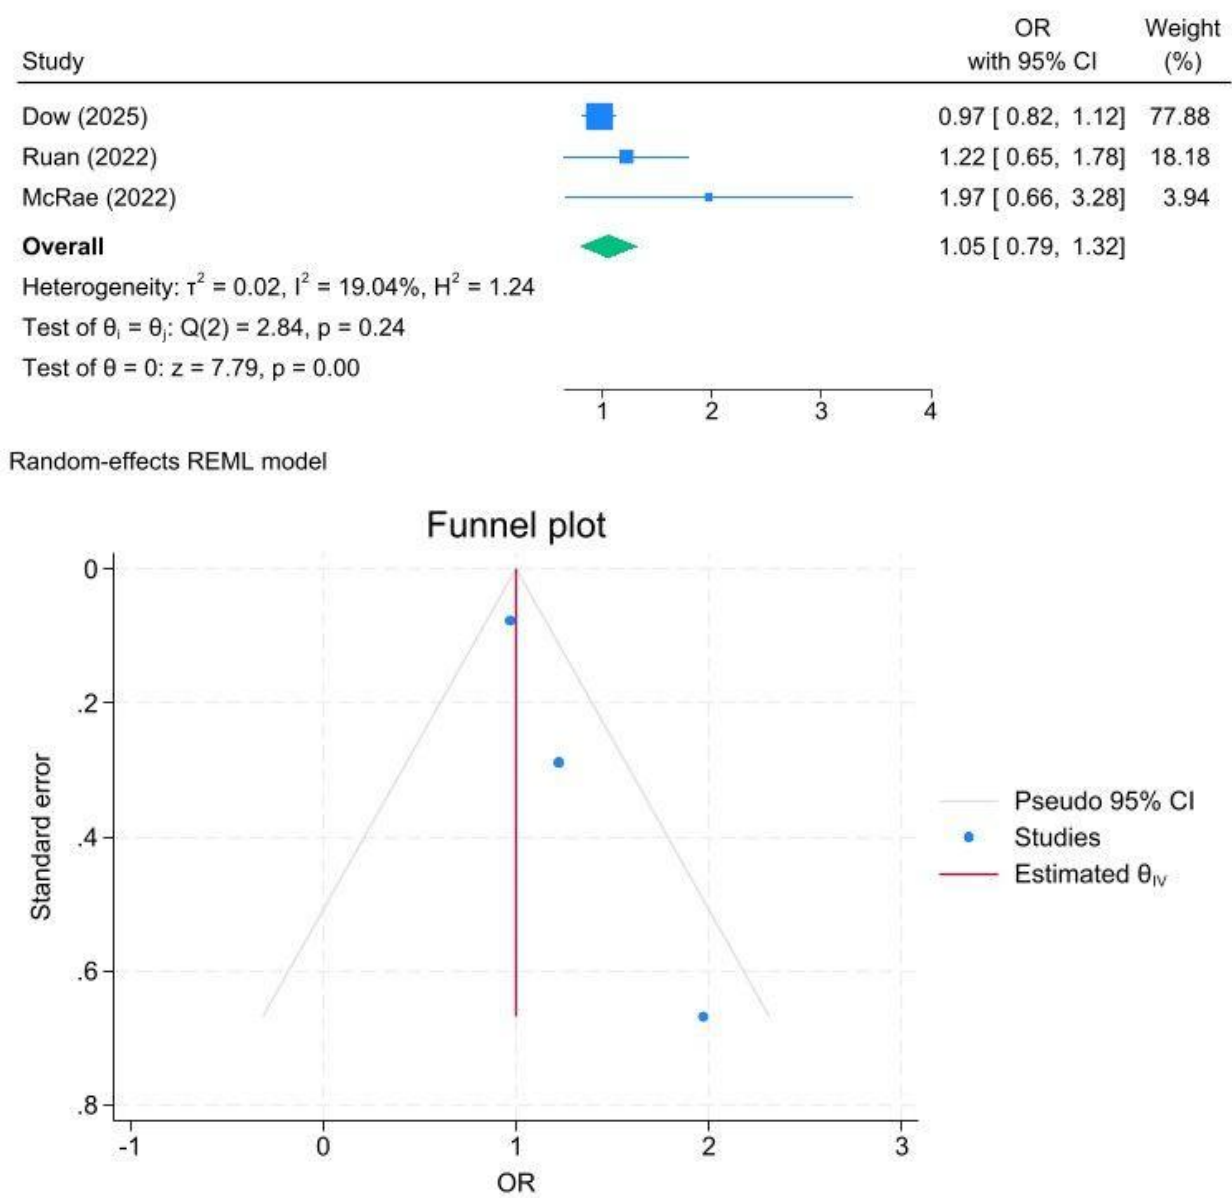 OR Weight
Study with 95% CI (%)
Dow (2025) 0.97 [ 0.82, 1.12] 77.88
Ruan (2022) 1.22 [ 0.65, 1.78] 18.18
McRae (2022) 1.97 [ 0.66, 3.28] 3.94
Overall 1.05 [ 0.79, 1.32]
Heterogeneity: τ² = 0.02, I² = 19.04%, H² = 1.24
Test of θᵢ = θⱼ: Q(2) = 2.84, p = 0.24
Test of θ = 0: z = 7.79, p = 0.00
1 2 3 4
Random-effects REML model
Funnel plot
0
.2
.4
.6
.8
Standard error
-1 0 1 2 3
OR
Pseudo 95% CI
Studies
Estimated θIV